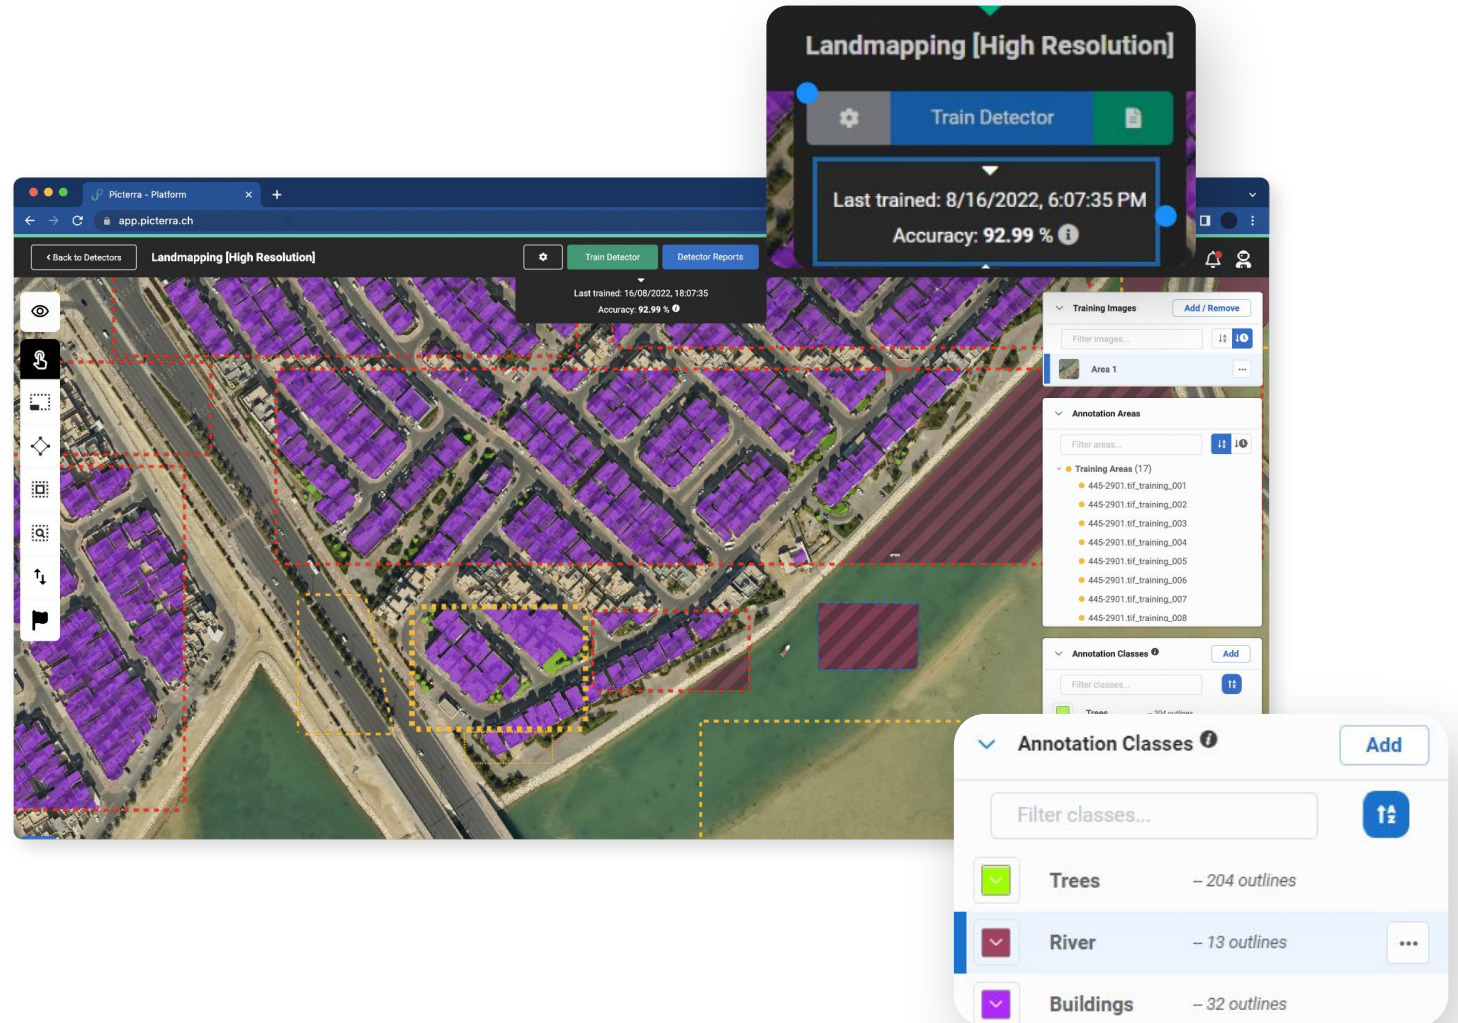 Landmapping [High Resolution]
Train Detector
Last trained: 8/16/2022, 6:07:35 PM
Accuracy: 92.99 %
Picterra - Platform
app.picterra.ch
Back to Detectors
Landmapping [High Resolution]
Train Detector
Detector Reports
Last trained: 16/08/2022, 18:07:35
Accuracy: 92.99 %
Training Images
Add / Remove
Filter images...
Area 1
Annotation Areas
Filter areas...
Training Areas (17)
445-2901.tif_training_001
445-2901.tif_training_002
445-2901.tif_training_003
445-2901.tif_training_004
445-2901.tif_training_005
445-2901.tif_training_006
445-2901.tif_training_007
445-2901.tif_training_008
Annotation Classes
Add
Filter classes...
Trees
-- 204 outlines
Annotation Classes
Add
Filter classes...
Trees
-- 204 outlines
River
-- 13 outlines
Buildings
-- 32 outlines